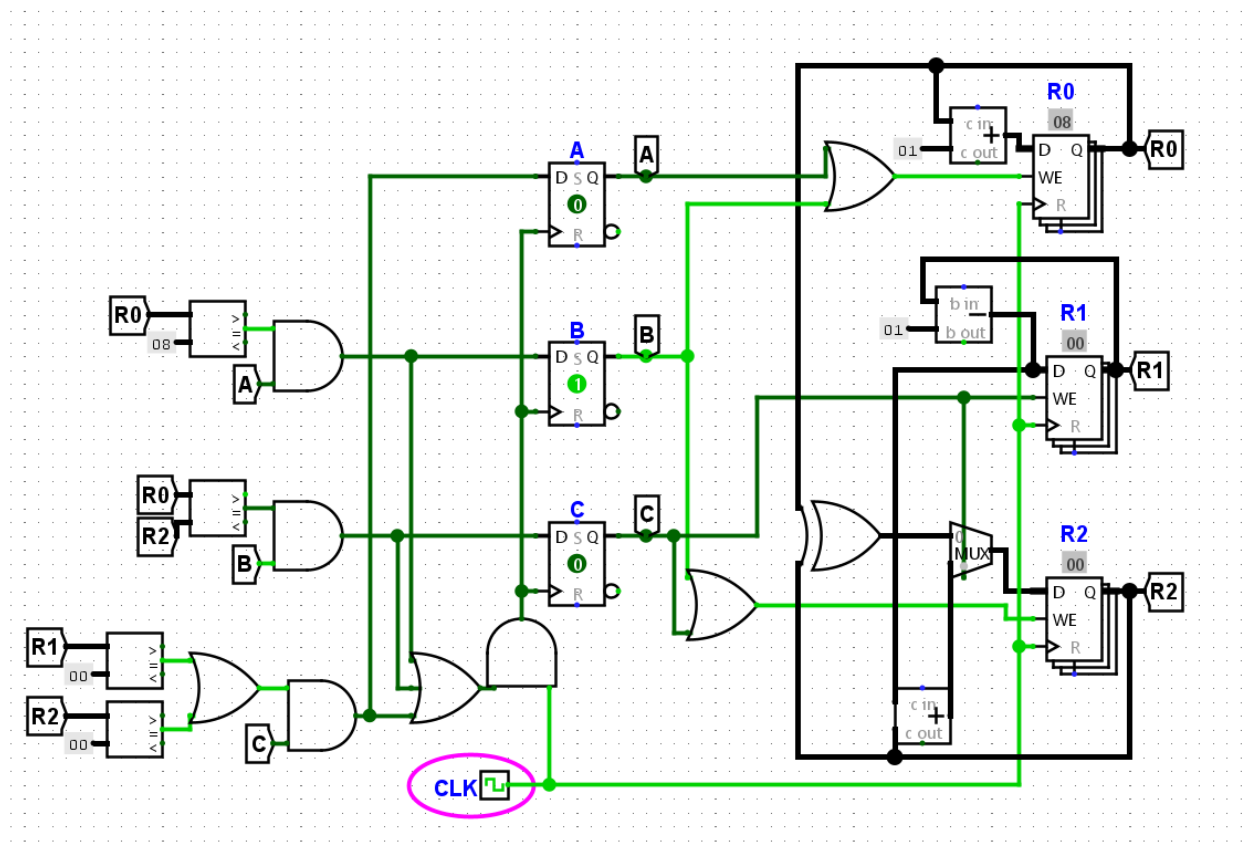 R0
c in
+
c out
01
08
D Q
WE
R
R0
A
D S Q
0
R
A
R1
b in
−
b out
01
00
D Q
WE
R
R1
R0
08
>
=
<
A
B
D S Q
1
R
B
R0
R2
>
=
<
B
C
D S Q
0
R
C
0
MUX
R2
00
D Q
WE
R
R2
R1
00
>
=
<
R2
00
>
=
<
C
c in
+
c out
CLK